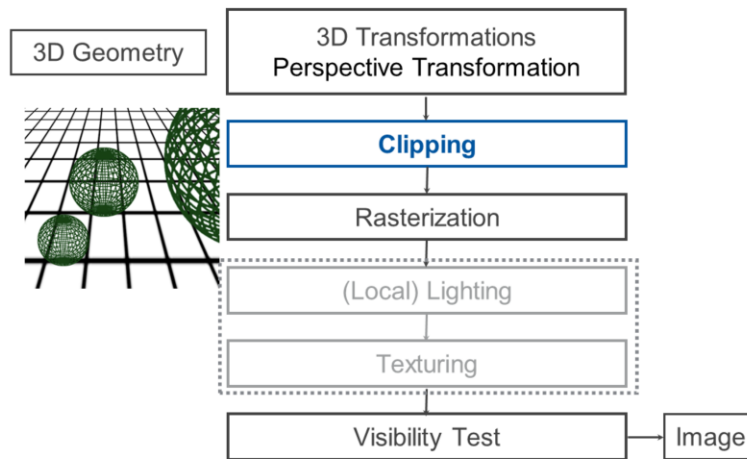 3D Geometry
3D Transformations
Perspective Transformation
Clipping
Rasterization
(Local) Lighting
Texturing
Visibility Test
Image